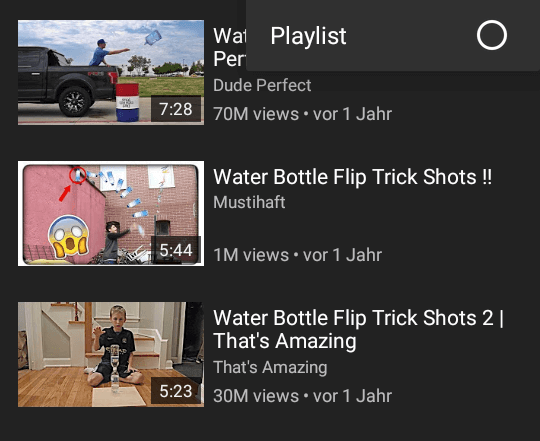 Playlist
Wat
Per
Dude Perfect
7:28
70M views • vor 1 Jahr
Water Bottle Flip Trick Shots !!
Mustihaft
5:44
1M views • vor 1 Jahr
Water Bottle Flip Trick Shots 2 |
That's Amazing
That's Amazing
5:23
30M views • vor 1 Jahr